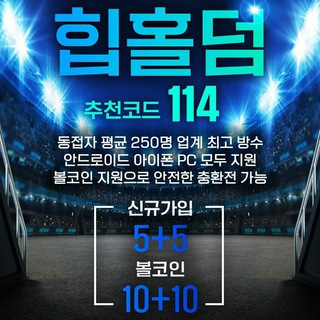 힙홀덤
추천코드 114
동접자 평균 250명 업계 최고 방수
안드로이드 아이폰 PC 모두 지원
볼코인 지원으로 안전한 충환전 가능
신규가입
5+5
볼코인
10+10